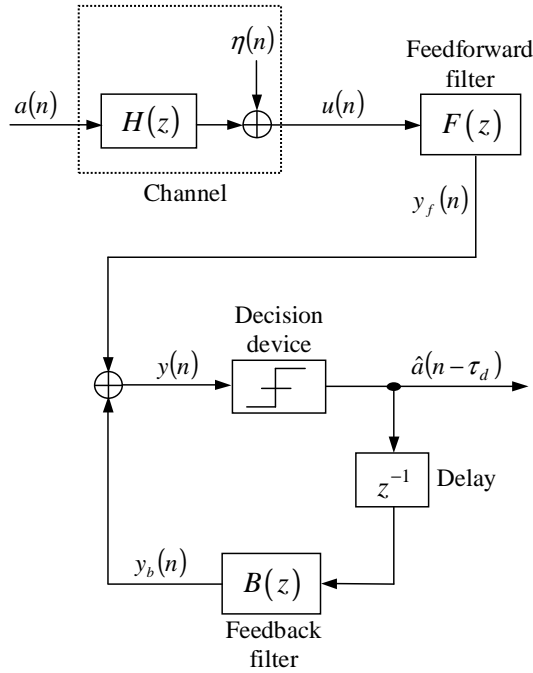 η(n)
Feedforward
filter
a(n)
H(z)
u(n)
F(z)
Channel
y_f(n)
Decision
device
y(n)
â(n − τ_d)
z⁻¹
Delay
y_b(n)
B(z)
Feedback
filter